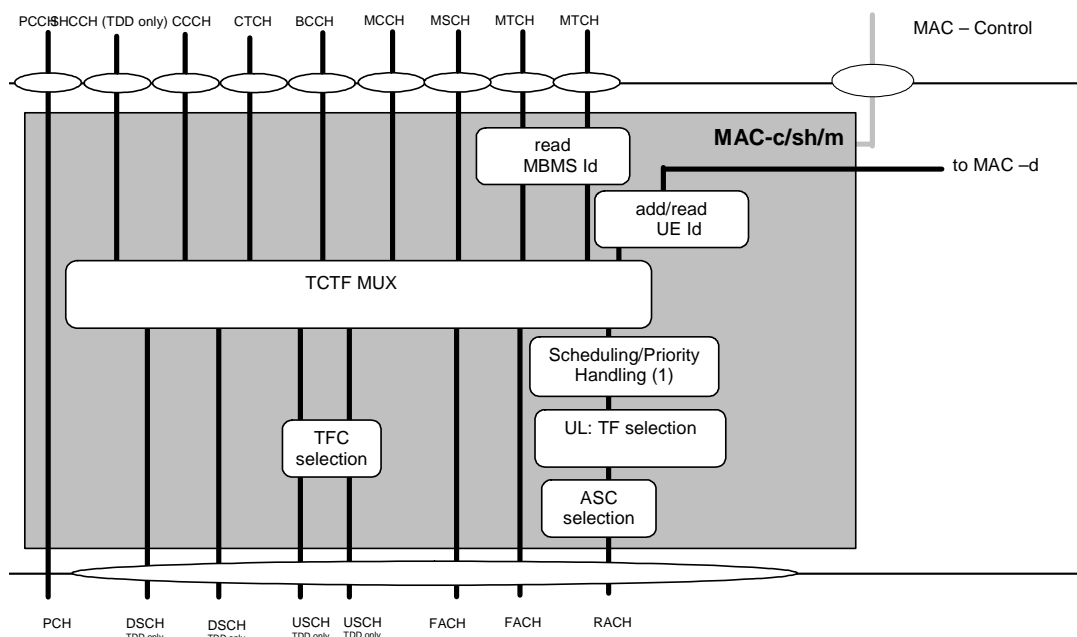 PCCH SHCCH (TDD only) CCCH CTCH BCCH MCCH MSCH MTCH MTCH
MAC – Control
MAC-c/sh/m
read
MBMS Id
to MAC –d
add/read
UE Id
TCTF MUX
Scheduling/Priority
Handling (1)
UL: TF selection
TFC
selection
ASC
selection
PCH DSCH DSCH USCH USCH FACH FACH RACH
TDD only TDD only TDD only TDD only